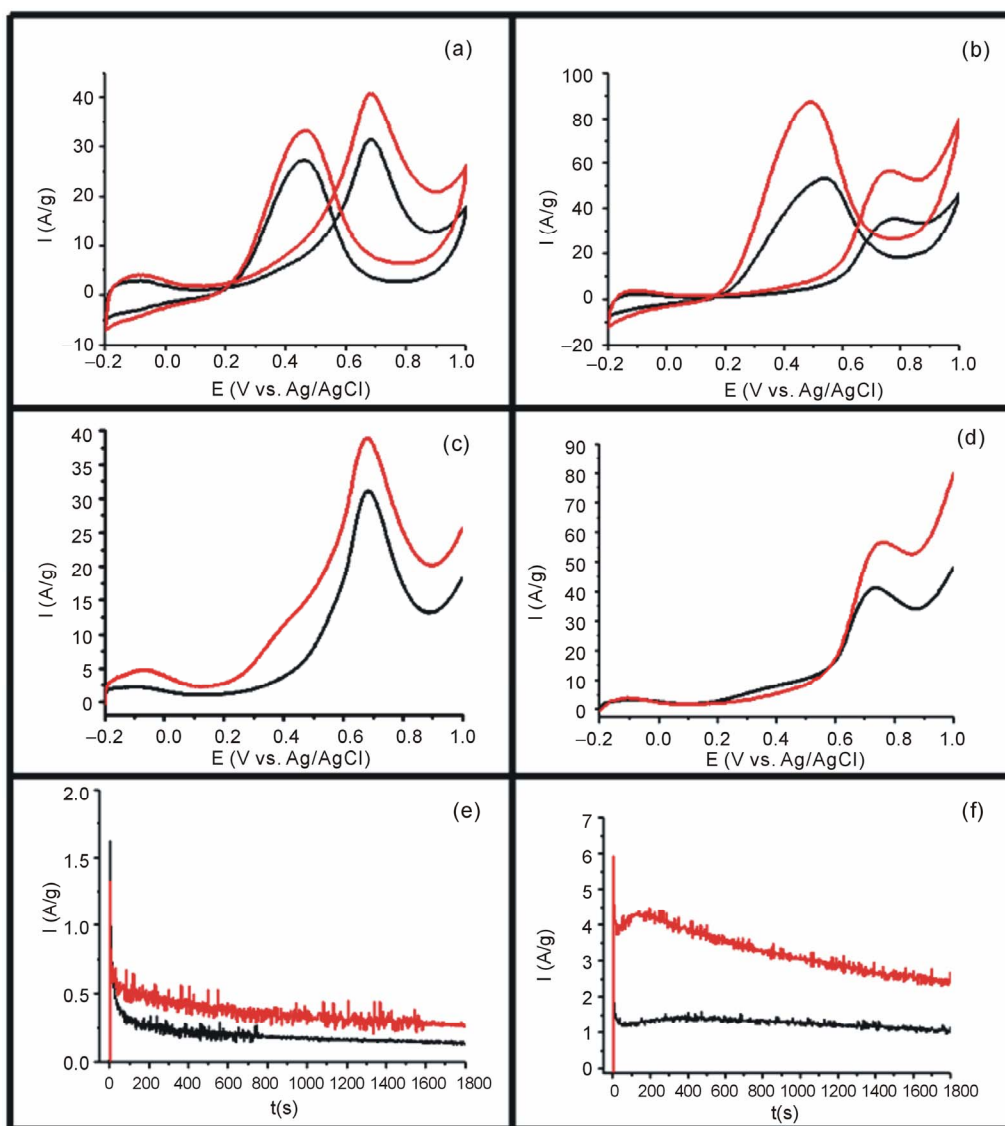 (a)
I (A/g)
40
30
20
10
0
–10
–0.2 0.0 0.2 0.4 0.6 0.8 1.0
E (V vs. Ag/AgCl)
(b)
I (A/g)
100
80
60
40
20
0
–20
–0.2 0.0 0.2 0.4 0.6 0.8 1.0
E (V vs. Ag/AgCl)
(c)
I (A/g)
40
35
30
25
20
15
10
5
0
–0.2 0.0 0.2 0.4 0.6 0.8 1.0
E (V vs. Ag/AgCl)
(d)
I (A/g)
90
80
70
60
50
40
30
20
10
0
–0.2 0.0 0.2 0.4 0.6 0.8 1.0
E (V vs. Ag/AgCl)
(e)
I (A/g)
2.0
1.5
1.0
0.5
0.0
0 200 400 600 800 1000 1200 1400 1600 1800
t(s)
(f)
I (A/g)
7
6
5
4
3
2
1
0
0 200 400 600 800 1000 1200 1400 1600 1800
t(s)